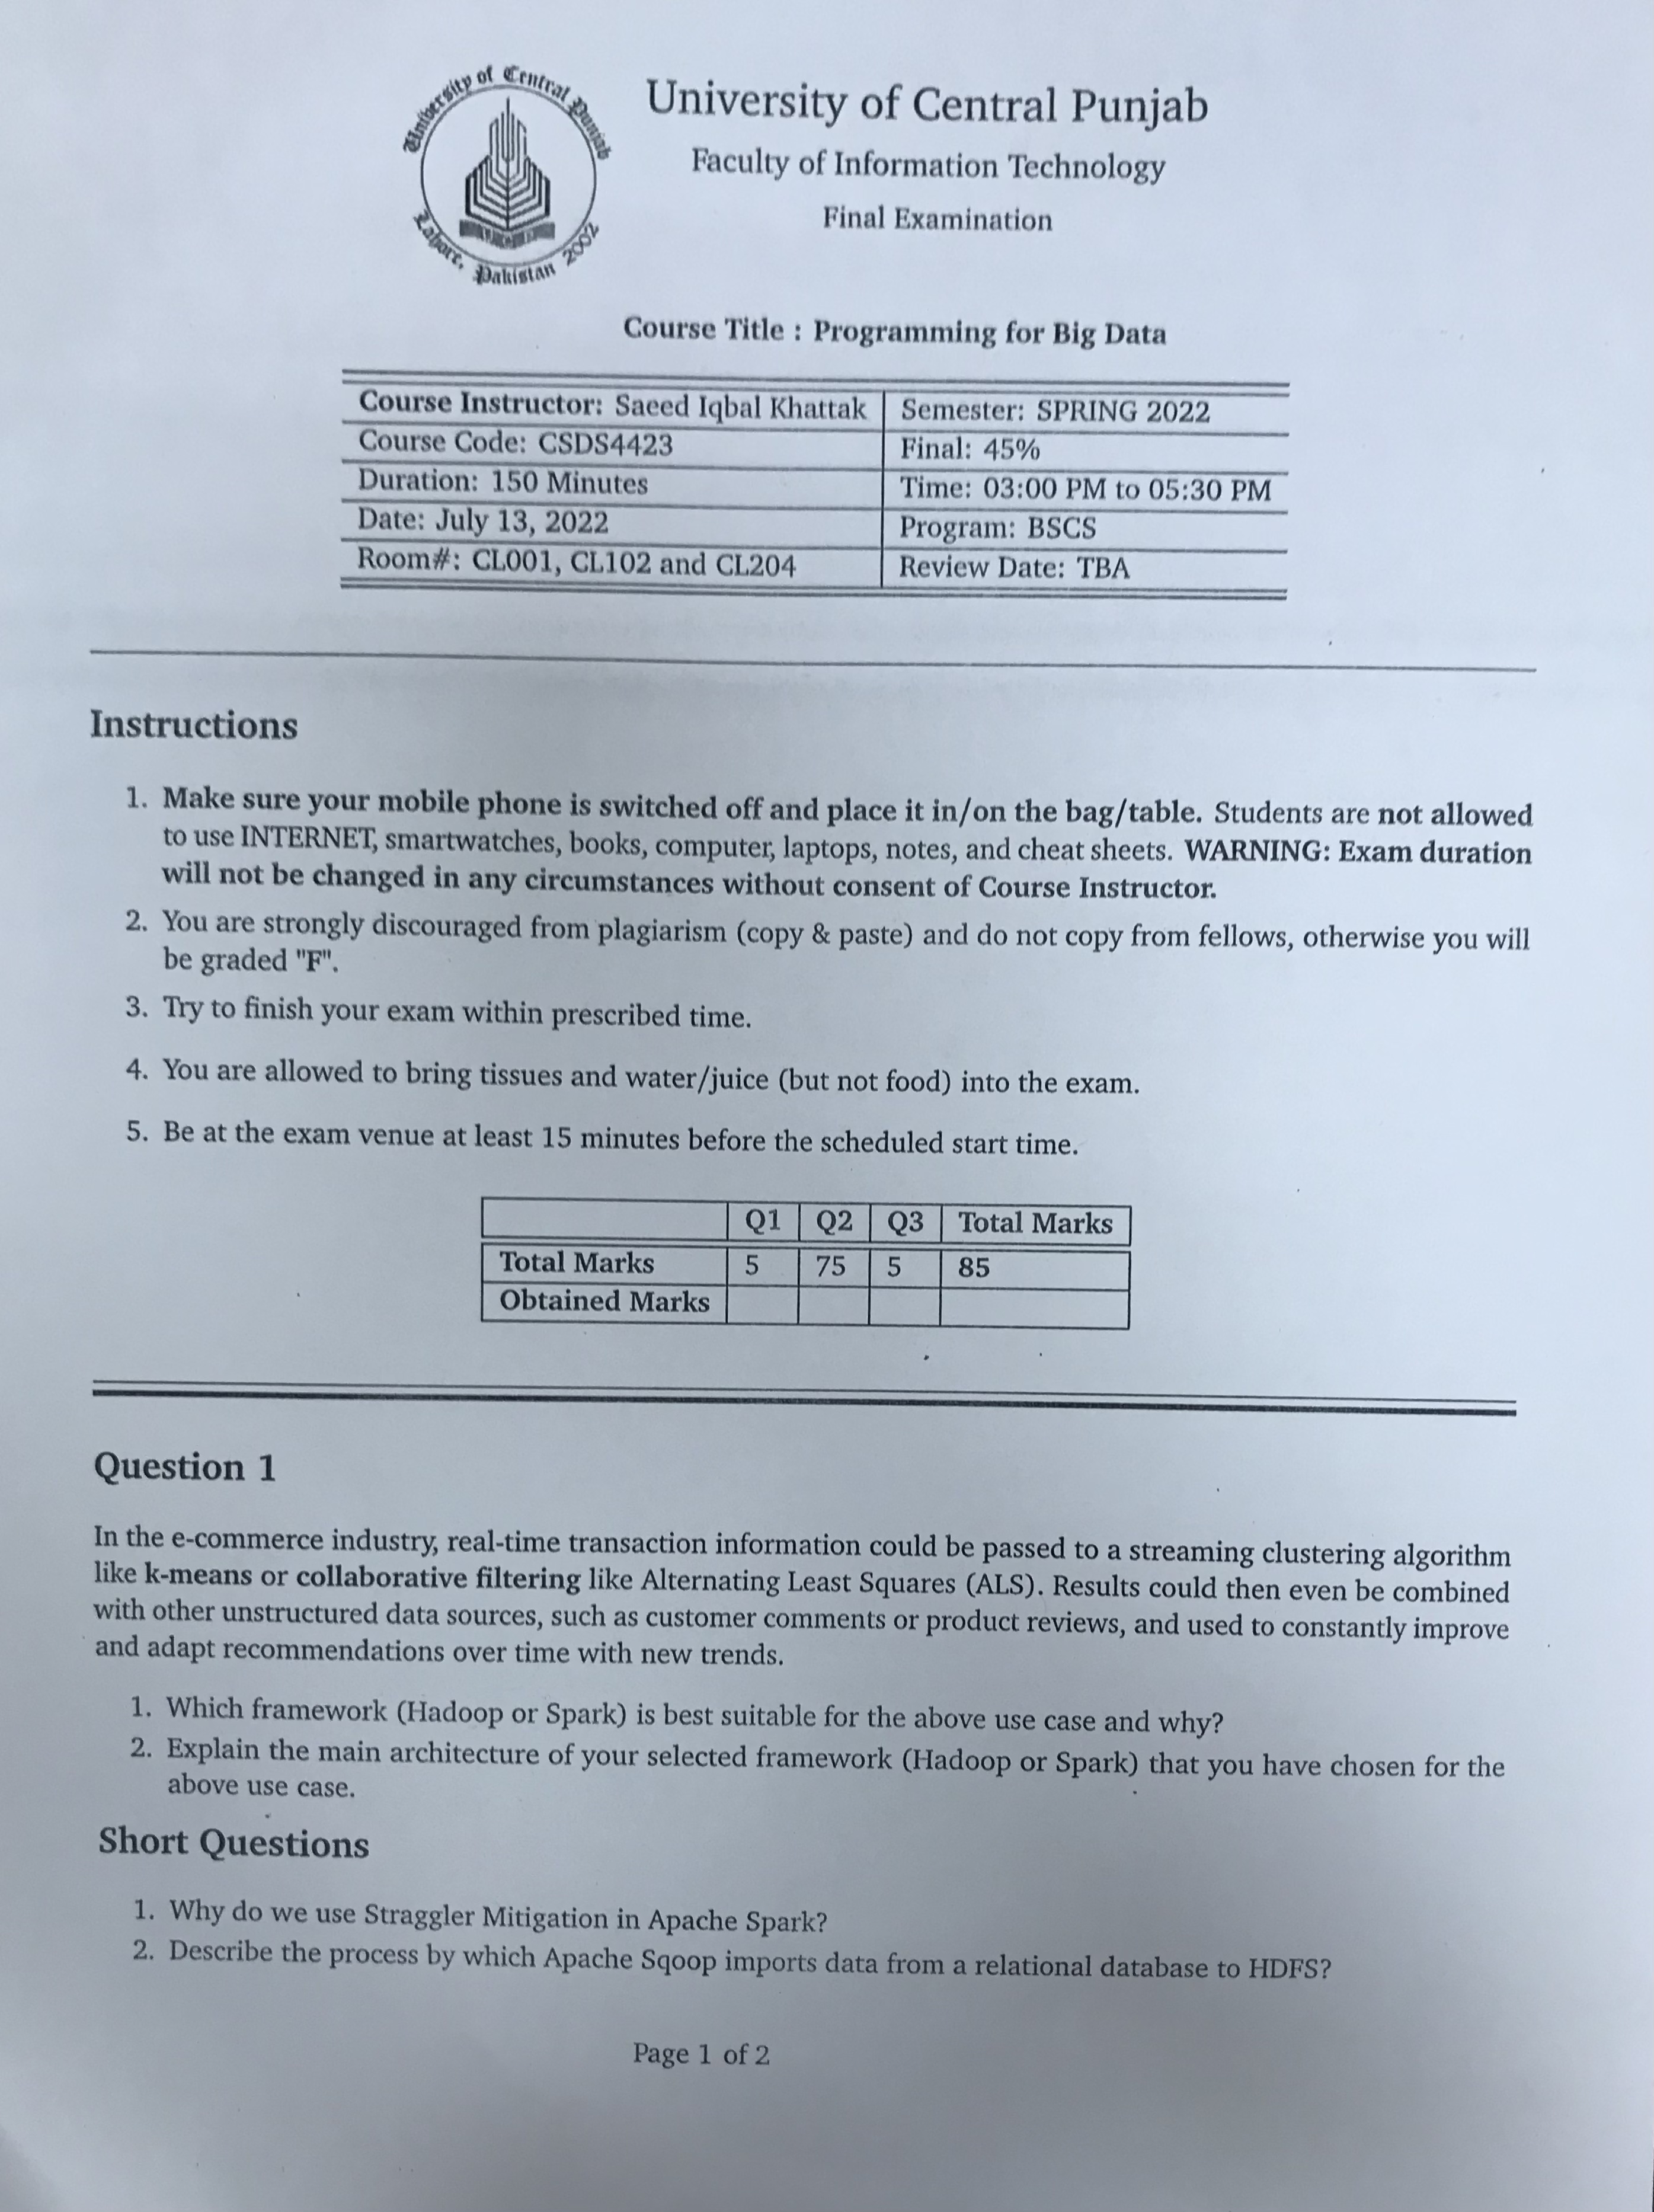 University of Central Punjab
Lahore, Pakistan 2002
University of Central Punjab
Faculty of Information Technology
Final Examination
Course Title : Programming for Big Data
Course Instructor: Saeed Iqbal Khattak Semester: SPRING 2022
Course Code: CSDS4423 Final: 45%
Duration: 150 Minutes Time: 03:00 PM to 05:30 PM
Date: July 13, 2022 Program: BSCS
Room#: CL001, CL102 and CL204 Review Date: TBA
Instructions
1. Make sure your mobile phone is switched off and place it in/on the bag/table. Students are not allowed
to use INTERNET, smartwatches, books, computer, laptops, notes, and cheat sheets. WARNING: Exam duration
will not be changed in any circumstances without consent of Course Instructor.
2. You are strongly discouraged from plagiarism (copy & paste) and do not copy from fellows, otherwise you will
be graded "F".
3. Try to finish your exam within prescribed time.
4. You are allowed to bring tissues and water/juice (but not food) into the exam.
5. Be at the exam venue at least 15 minutes before the scheduled start time.
Q1 Q2 Q3 Total Marks
Total Marks 5 75 5 85
Obtained Marks
Question 1
In the e-commerce industry, real-time transaction information could be passed to a streaming clustering algorithm
like k-means or collaborative filtering like Alternating Least Squares (ALS). Results could then even be combined
with other unstructured data sources, such as customer comments or product reviews, and used to constantly improve
and adapt recommendations over time with new trends.
1. Which framework (Hadoop or Spark) is best suitable for the above use case and why?
2. Explain the main architecture of your selected framework (Hadoop or Spark) that you have chosen for the
above use case.
Short Questions
1. Why do we use Straggler Mitigation in Apache Spark?
2. Describe the process by which Apache Sqoop imports data from a relational database to HDFS?
Page 1 of 2